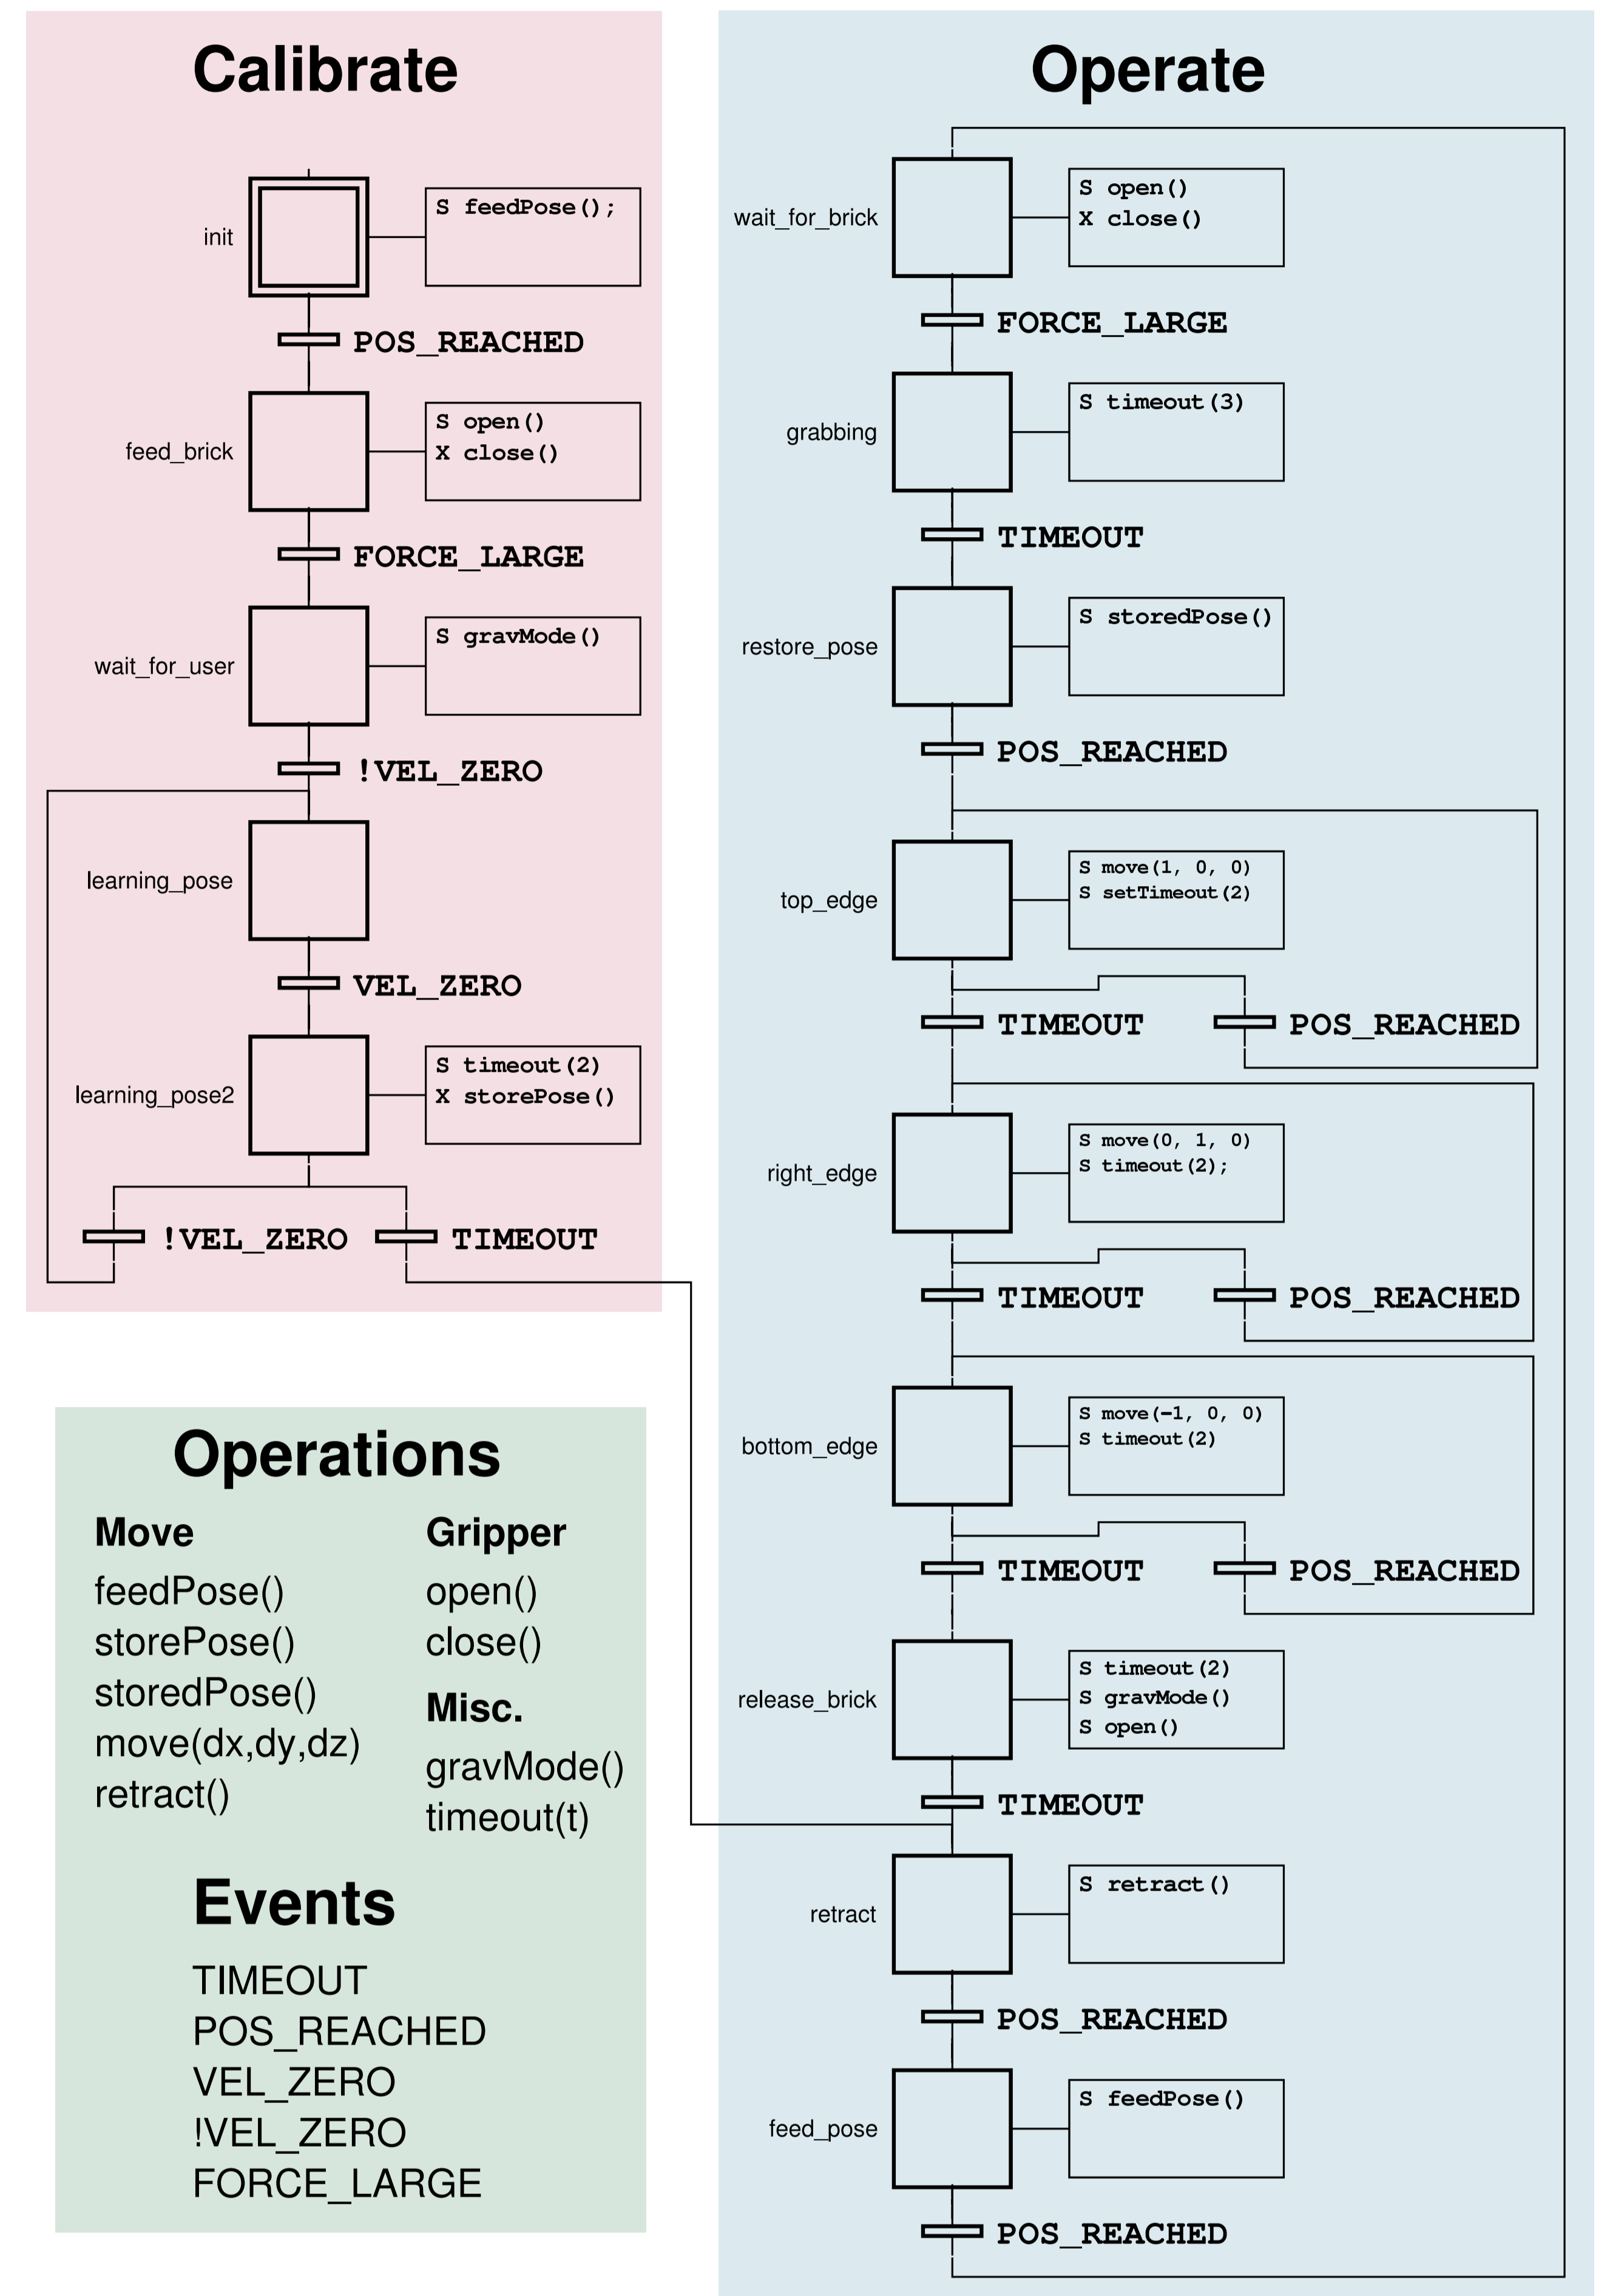 Calibrate
init
S feedPose();
POS_REACHED
feed_brick
S open()
X close()
FORCE_LARGE
wait_for_user
S gravMode()
!VEL_ZERO
learning_pose
VEL_ZERO
learning_pose2
S timeout(2)
X storePose()
!VEL_ZERO
TIMEOUT
Operations
Move
feedPose()
storePose()
storedPose()
move(dx,dy,dz)
retract()
Gripper
open()
close()
Misc.
gravMode()
timeout(t)
Events
TIMEOUT
POS_REACHED
VEL_ZERO
!VEL_ZERO
FORCE_LARGE
Operate
wait_for_brick
S open()
X close()
FORCE_LARGE
grabbing
S timeout(3)
TIMEOUT
restore_pose
S storedPose()
POS_REACHED
top_edge
S move(1, 0, 0)
S setTimeout(2)
TIMEOUT
POS_REACHED
right_edge
S move(0, 1, 0)
S timeout(2);
TIMEOUT
POS_REACHED
bottom_edge
S move(-1, 0, 0)
S timeout(2)
TIMEOUT
POS_REACHED
release_brick
S timeout(2)
S gravMode()
S open()
TIMEOUT
retract
S retract()
POS_REACHED
feed_pose
S feedPose()
POS_REACHED